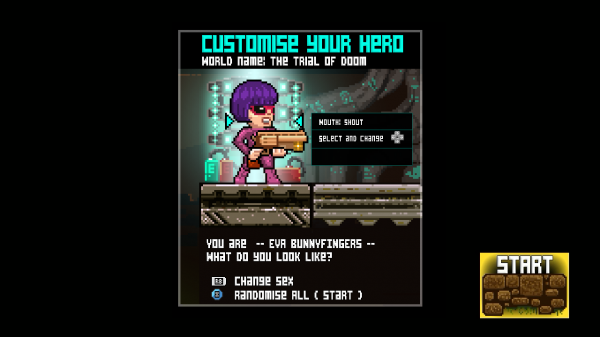 CUSTOMISE YOUR HERO
WORLD NAME: THE TRIAL OF DOOM
MOUTH: SHOUT
SELECT AND CHANGE
YOU ARE -- EVA BUNNYFINGERS --
WHAT DO YOU LOOK LIKE?
CHANGE SEX
RANDOMISE ALL ( START )
START